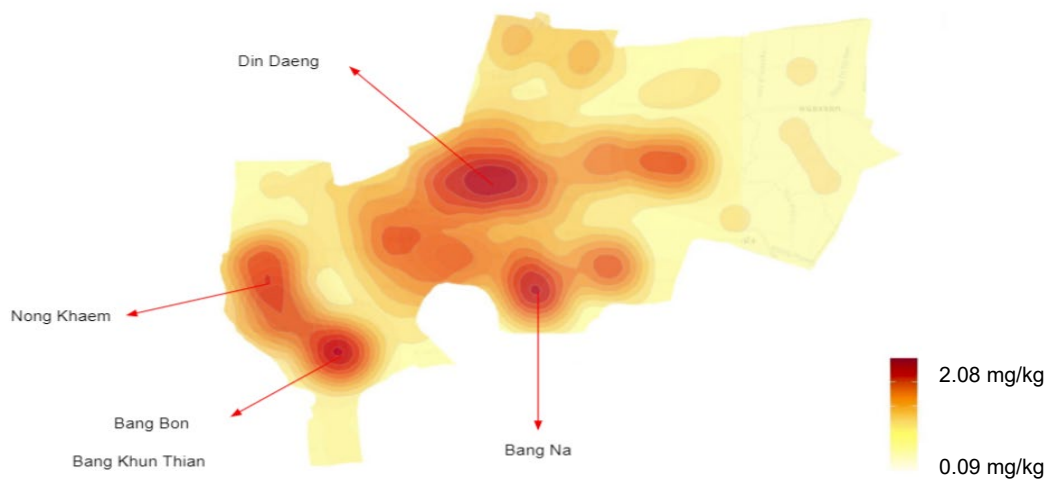 Din Daeng
Nong Khaem
Bang Bon
Bang Khun Thian
Bang Na
2.08 mg/kg
0.09 mg/kg